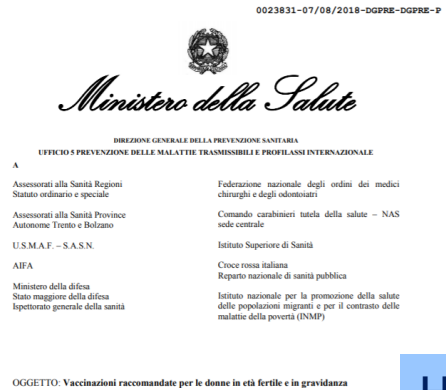 0023831-07/08/2018-DGPRE-DGPRE-P
Ministero della Salute
DIREZIONE GENERALE DELLA PREVENZIONE SANITARIA
UFFICIO 5 PREVENZIONE DELLE MALATTIE TRASMISSIBILI E PROFILASSI INTERNAZIONALE
A
Assessorati alla Sanità Regioni
Statuto ordinario e speciale
Assessorati alla Sanità Province
Autonome Trento e Bolzano
U.S.M.A.F. – S.A.S.N.
AIFA
Ministero della difesa
Stato maggiore della difesa
Ispettorato generale della sanità
Federazione nazionale degli ordini dei medici
chirurghi e degli odontoiatri
Comando carabinieri tutela della salute – NAS
sede centrale
Istituto Superiore di Sanità
Croce rossa italiana
Reparto nazionale di sanità pubblica
Istituto nazionale per la promozione della salute
delle popolazioni migranti e per il contrasto delle
malattie della povertà (INMP)
OGGETTO: Vaccinazioni raccomandate per le donne in età fertile e in gravidanza